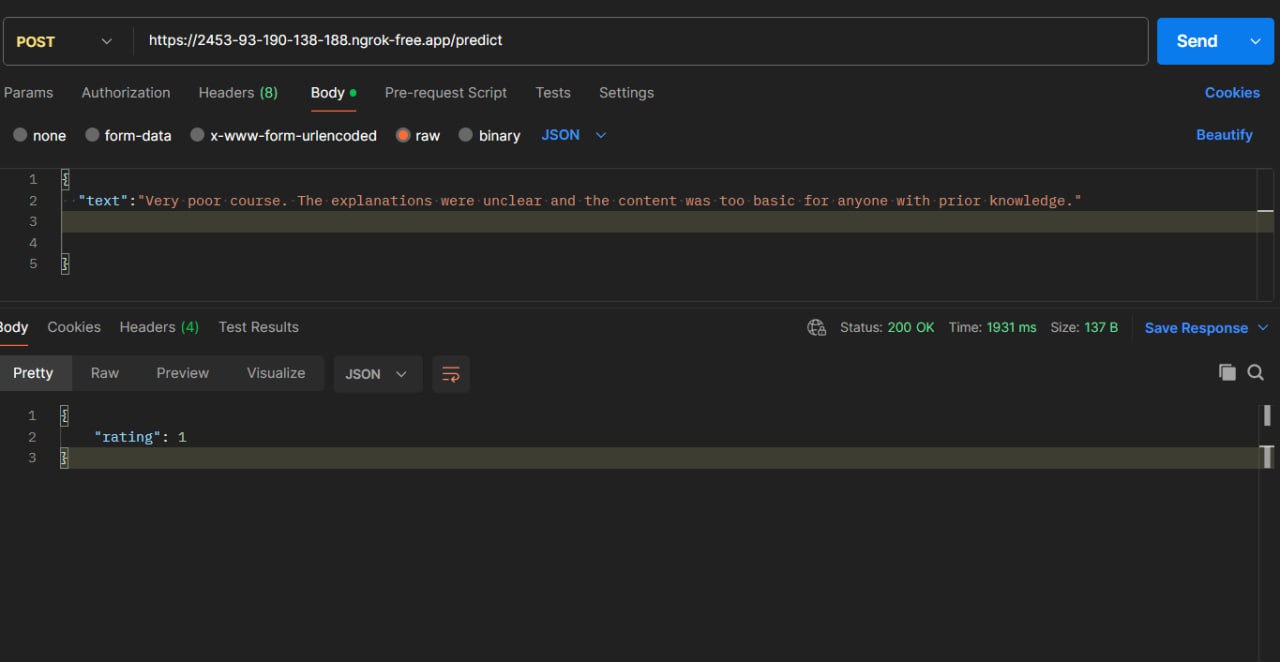 POST https://2453-93-190-138-188.ngrok-free.app/predict Send
Params Authorization Headers (8) Body Pre-request Script Tests Settings Cookies
none form-data x-www-form-urlencoded raw binary JSON Beautify
1 {
2 "text":"Very poor course. The explanations were unclear and the content was too basic for anyone with prior knowledge."
3
4
5 }
Body Cookies Headers (4) Test Results Status: 200 OK Time: 1931 ms Size: 137 B Save Response
Pretty Raw Preview Visualize JSON
1 {
2 "rating": 1
3 }